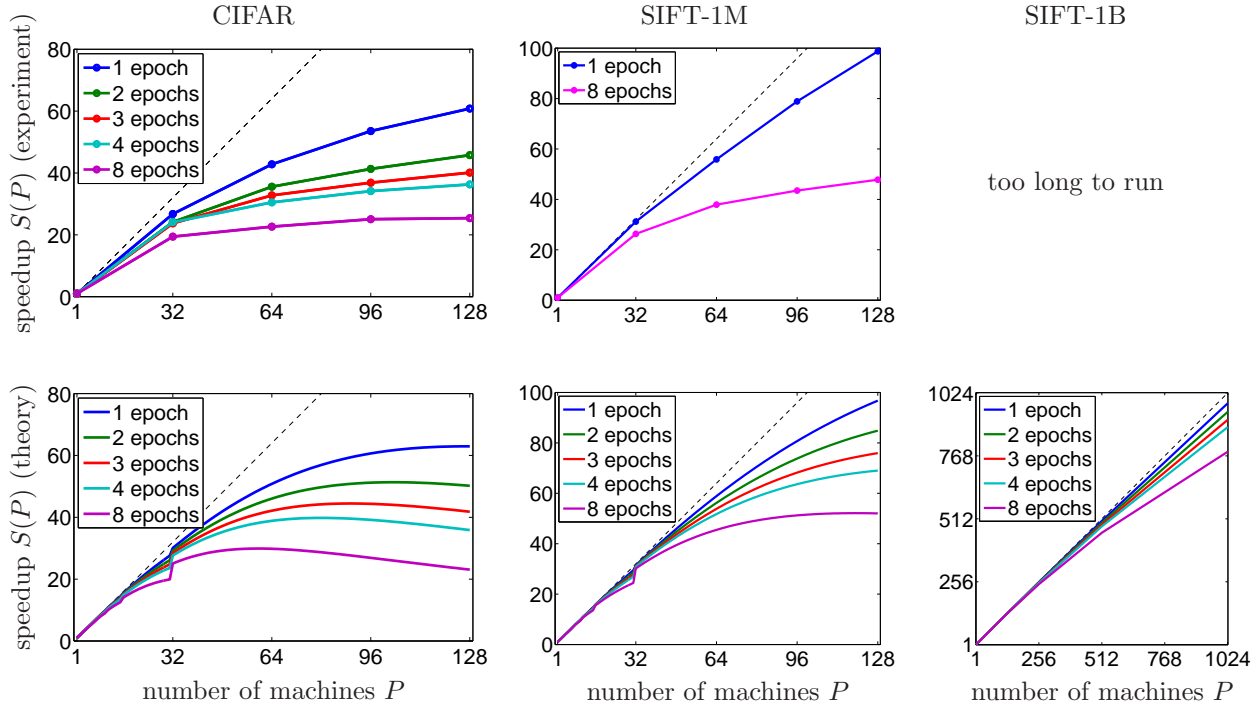 CIFAR
SIFT-1M
SIFT-1B
speedup S(P) (experiment)
80
60
40
20
0
1 epoch
2 epochs
3 epochs
4 epochs
8 epochs
1
32
64
96
128
100
80
60
40
20
0
1 epoch
8 epochs
1
32
64
96
128
too long to run
speedup S(P) (theory)
80
60
40
20
0
1 epoch
2 epochs
3 epochs
4 epochs
8 epochs
1
32
64
96
128
number of machines P
100
80
60
40
20
0
1 epoch
2 epochs
3 epochs
4 epochs
8 epochs
1
32
64
96
128
number of machines P
1024
768
512
256
1
1 epoch
2 epochs
3 epochs
4 epochs
8 epochs
1
256
512
768
1024
number of machines P